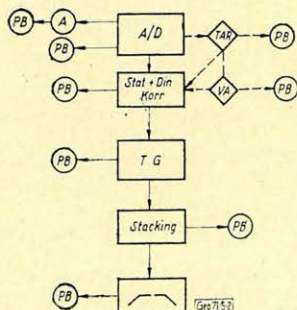 PB A A/D TAR PB
PB
PB Stat + Din Korr VA PB
PB T G
Stacking PB
PB
Geo 71.5-2